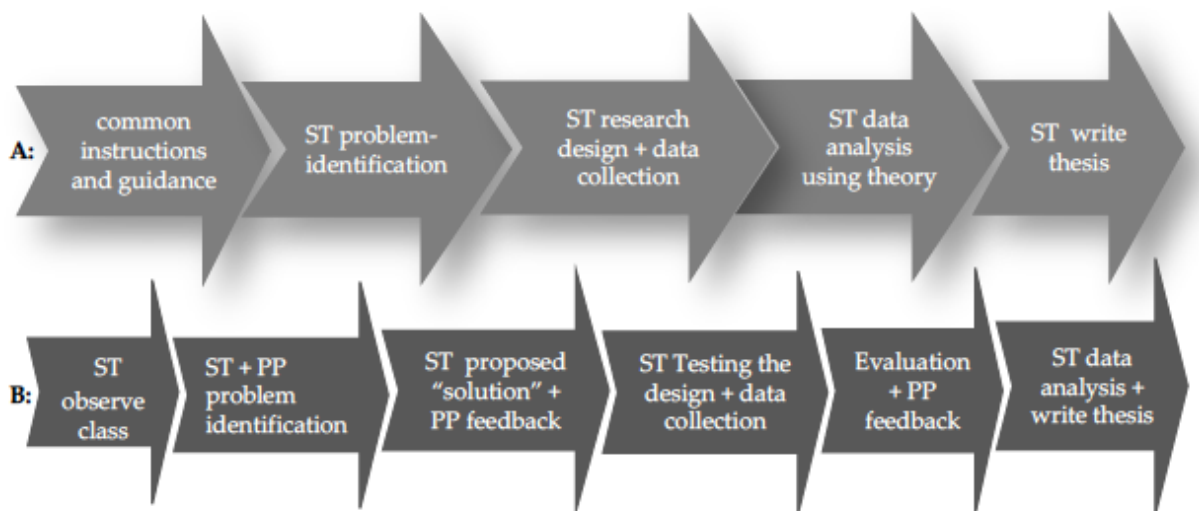 A:
common
instructions
and guidance
ST problem-
identification
ST research
design + data
collection
ST data
analysis
using theory
ST write
thesis
B:
ST
observe
class
ST + PP
problem
identification
ST proposed
“solution” +
PP feedback
ST Testing the
design + data
collection
Evaluation
+ PP
feedback
ST data
analysis +
write thesis